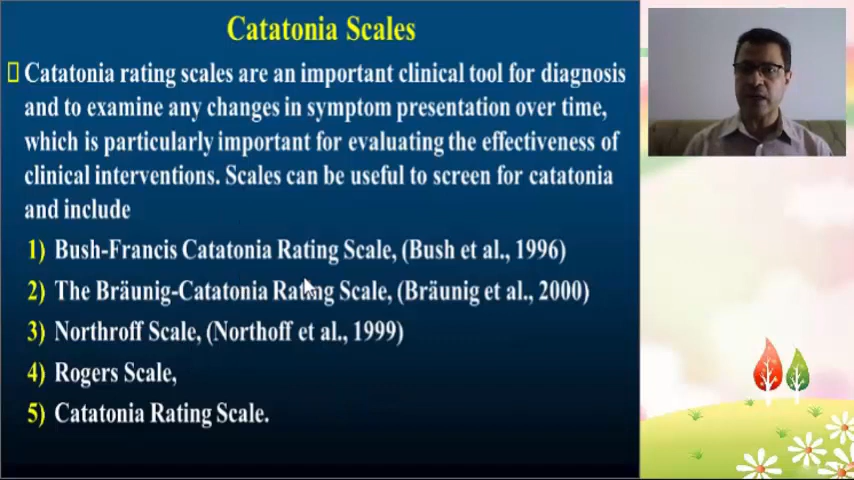 Catatonia Scales
Catatonia rating scales are an important clinical tool for diagnosis
and to examine any changes in symptom presentation over time,
which is particularly important for evaluating the effectiveness of
clinical interventions. Scales can be useful to screen for catatonia
and include
1) Bush-Francis Catatonia Rating Scale, (Bush et al., 1996)
2) The Bräunig-Catatonia Rating Scale, (Bräunig et al., 2000)
3) Northroff Scale, (Northoff et al., 1999)
4) Rogers Scale,
5) Catatonia Rating Scale.